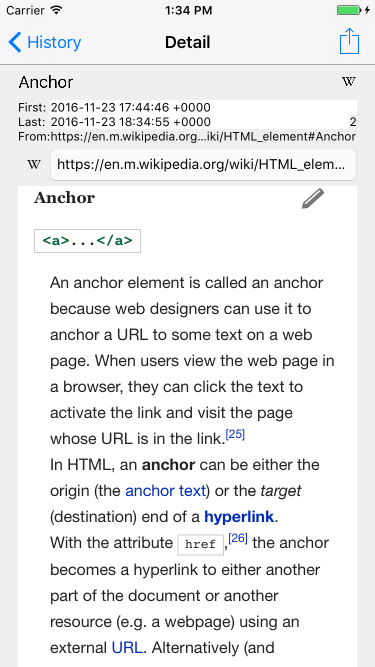 Carrier 1:34 PM
History Detail
Anchor W
First: 2016-11-23 17:44:46 +0000
Last: 2016-11-23 18:34:55 +0000 2
From:https://en.m.wikipedia.org...iki/HTML_element#Anchor
W https://en.m.wikipedia.org/wiki/HTML_elem...
Anchor
<a>...</a>
An anchor element is called an anchor
because web designers can use it to
anchor a URL to some text on a web
page. When users view the web page in
a browser, they can click the text to
activate the link and visit the page
whose URL is in the link.[25]
In HTML, an anchor can be either the
origin (the anchor text) or the target
(destination) end of a hyperlink.
With the attribute href,[26] the anchor
becomes a hyperlink to either another
part of the document or another
resource (e.g. a webpage) using an
external URL. Alternatively (and